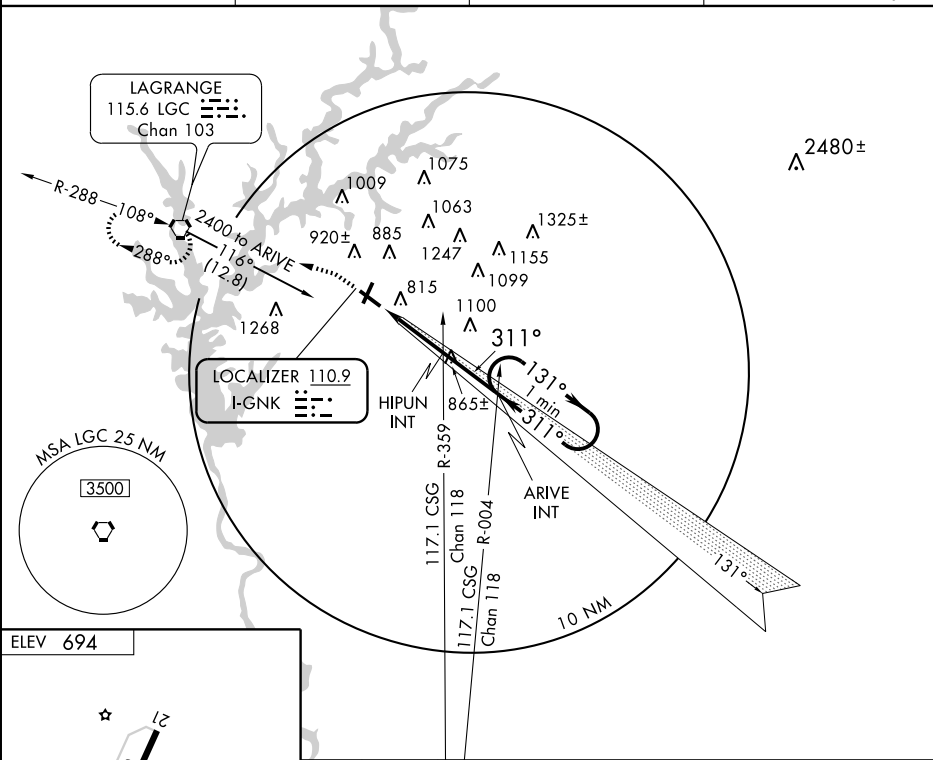 LAGRANGE
115.6 LGC
Chan 103
R-288
108°
288°
2400 to ARIVE
116°
(12.8)
1009
1075
1063
920±
885
1247
1325±
1155
1099
2480±
815
1100
1268
311°
131°
1 min
311°
LOCALIZER 110.9
I-GNK
HIPUN
INT
865±
ARIVE
INT
MSA LGC 25 NM
3500
117.1 CSG R-359
Chan 118
117.1 CSG R-004
Chan 118
131°
10 NM
ELEV 694
21